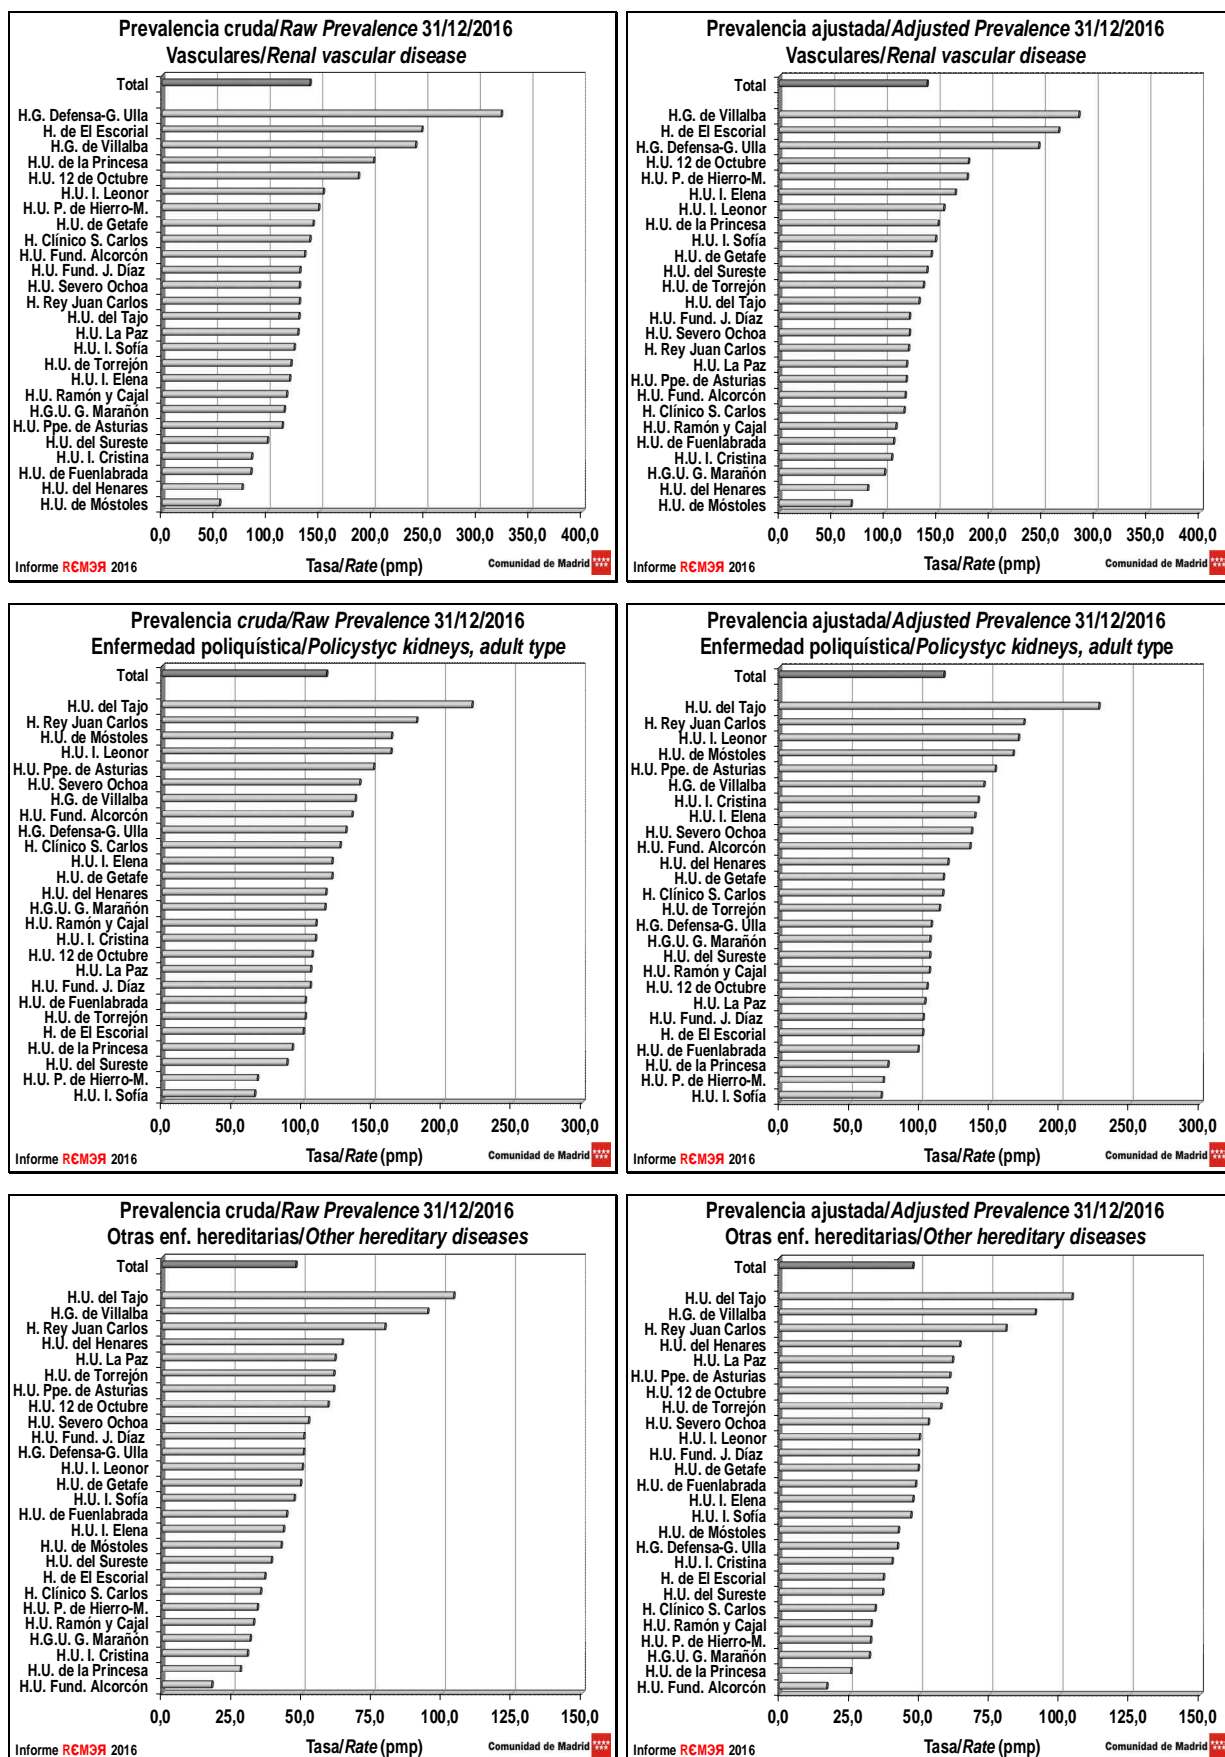 Prevalencia cruda/Raw Prevalence 31/12/2016
Vasculares/Renal vascular disease
Total
H.G. Defensa-G. Ulla
H. de El Escorial
H.G. de Villalba
H.U. de la Princesa
H.U. 12 de Octubre
H.U. I. Leonor
H.U. P. de Hierro-M.
H.U. de Getafe
H. Clínico S. Carlos
H.U. Fund. Alcorcón
H.U. Fund. J. Díaz
H.U. Severo Ochoa
H. Rey Juan Carlos
H.U. del Tajo
H.U. La Paz
H.U. I. Sofía
H.U. de Torrejón
H.U. I. Elena
H.U. Ramón y Cajal
H.G.U. G. Marañón
H.U. Ppe. de Asturias
H.U. del Sureste
H.U. I. Cristina
H.U. de Fuenlabrada
H.U. del Henares
H.U. de Móstoles
0,0 50,0 100,0 150,0 200,0 250,0 300,0 350,0 400,0
Informe RЄMЭЯ 2016 Tasa/Rate (pmp) Comunidad de Madrid
Prevalencia ajustada/Adjusted Prevalence 31/12/2016
Vasculares/Renal vascular disease
Total
H.G. de Villalba
H. de El Escorial
H.G. Defensa-G. Ulla
H.U. 12 de Octubre
H.U. P. de Hierro-M.
H.U. I. Elena
H.U. I. Leonor
H.U. de la Princesa
H.U. I. Sofía
H.U. de Getafe
H.U. del Sureste
H.U. de Torrejón
H.U. del Tajo
H.U. Fund. J. Díaz
H.U. Severo Ochoa
H. Rey Juan Carlos
H.U. La Paz
H.U. Ppe. de Asturias
H.U. Fund. Alcorcón
H. Clínico S. Carlos
H.U. Ramón y Cajal
H.U. de Fuenlabrada
H.U. I. Cristina
H.G.U. G. Marañón
H.U. del Henares
H.U. de Móstoles
0,0 50,0 100,0 150,0 200,0 250,0 300,0 350,0 400,0
Informe RЄMЭЯ 2016 Tasa/Rate (pmp) Comunidad de Madrid
Prevalencia cruda/Raw Prevalence 31/12/2016
Enfermedad poliquística/Policystyc kidneys, adult type
Total
H.U. del Tajo
H. Rey Juan Carlos
H.U. de Móstoles
H.U. I. Leonor
H.U. Ppe. de Asturias
H.U. Severo Ochoa
H.G. de Villalba
H.U. Fund. Alcorcón
H.G. Defensa-G. Ulla
H. Clínico S. Carlos
H.U. I. Elena
H.U. de Getafe
H.U. del Henares
H.G.U. G. Marañón
H.U. Ramón y Cajal
H.U. I. Cristina
H.U. 12 de Octubre
H.U. La Paz
H.U. Fund. J. Díaz
H.U. de Fuenlabrada
H.U. de Torrejón
H. de El Escorial
H.U. de la Princesa
H.U. del Sureste
H.U. P. de Hierro-M.
H.U. I. Sofía
0,0 50,0 100,0 150,0 200,0 250,0 300,0
Informe RЄMЭЯ 2016 Tasa/Rate (pmp) Comunidad de Madrid
Prevalencia ajustada/Adjusted Prevalence 31/12/2016
Enfermedad poliquística/Policystyc kidneys, adult type
Total
H.U. del Tajo
H. Rey Juan Carlos
H.U. I. Leonor
H.U. de Móstoles
H.U. Ppe. de Asturias
H.G. de Villalba
H.U. I. Cristina
H.U. I. Elena
H.U. Severo Ochoa
H.U. Fund. Alcorcón
H.U. del Henares
H.U. de Getafe
H. Clínico S. Carlos
H.U. de Torrejón
H.G. Defensa-G. Ulla
H.G.U. G. Marañón
H.U. del Sureste
H.U. Ramón y Cajal
H.U. 12 de Octubre
H.U. La Paz
H.U. Fund. J. Díaz
H. de El Escorial
H.U. de Fuenlabrada
H.U. de la Princesa
H.U. P. de Hierro-M.
H.U. I. Sofía
0,0 50,0 100,0 150,0 200,0 250,0 300,0
Informe RЄMЭЯ 2016 Tasa/Rate (pmp) Comunidad de Madrid
Prevalencia cruda/Raw Prevalence 31/12/2016
Otras enf. hereditarias/Other hereditary diseases
Total
H.U. del Tajo
H.G. de Villalba
H. Rey Juan Carlos
H.U. del Henares
H.U. La Paz
H.U. de Torrejón
H.U. Ppe. de Asturias
H.U. 12 de Octubre
H.U. Severo Ochoa
H.U. Fund. J. Díaz
H.G. Defensa-G. Ulla
H.U. I. Leonor
H.U. de Getafe
H.U. I. Sofía
H.U. de Fuenlabrada
H.U. I. Elena
H.U. de Móstoles
H.U. del Sureste
H. de El Escorial
H. Clínico S. Carlos
H.U. P. de Hierro-M.
H.U. Ramón y Cajal
H.G.U. G. Marañón
H.U. I. Cristina
H.U. de la Princesa
H.U. Fund. Alcorcón
0,0 25,0 50,0 75,0 100,0 125,0 150,0
Informe RЄMЭЯ 2016 Tasa/Rate (pmp) Comunidad de Madrid
Prevalencia ajustada/Adjusted Prevalence 31/12/2016
Otras enf. hereditarias/Other hereditary diseases
Total
H.U. del Tajo
H.G. de Villalba
H. Rey Juan Carlos
H.U. del Henares
H.U. La Paz
H.U. Ppe. de Asturias
H.U. 12 de Octubre
H.U. de Torrejón
H.U. Severo Ochoa
H.U. I. Leonor
H.U. Fund. J. Díaz
H.U. de Getafe
H.U. de Fuenlabrada
H.U. I. Elena
H.U. I. Sofía
H.U. de Móstoles
H.G. Defensa-G. Ulla
H.U. I. Cristina
H. de El Escorial
H.U. del Sureste
H. Clínico S. Carlos
H.U. Ramón y Cajal
H.U. P. de Hierro-M.
H.G.U. G. Marañón
H.U. de la Princesa
H.U. Fund. Alcorcón
0,0 25,0 50,0 75,0 100,0 125,0 150,0
Informe RЄMЭЯ 2016 Tasa/Rate (pmp) Comunidad de Madrid